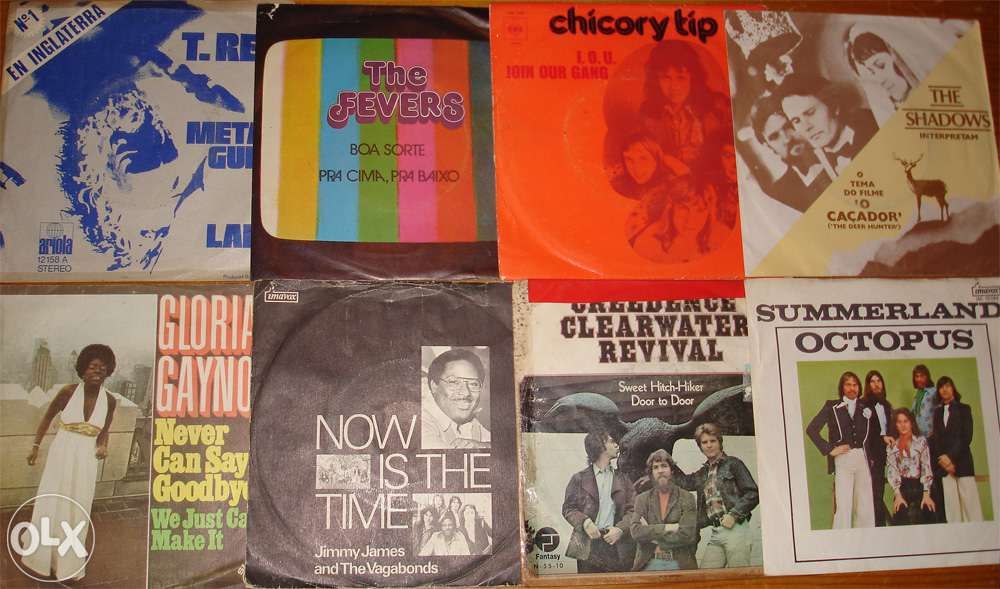 Nº1
EN INGLATERRA
T. RE
META
GU
LA
ariola
12158 A
STEREO
The
FEVERS
BOA SORTE
PRA CIMA, PRA BAIXO
chicory tip
I. O. U.
JOIN OUR GANG
THE
SHADOWS
INTERPRETAM
O
TEMA
DO FILME
'O
CAÇADOR'
('THE DEER HUNTER')
GLORIA
GAYNO
Never
Can Say
Goodbye
We Just Ca
Make It
imavox
NOW
IS THE
TIME
Jimmy James
and The Vagabonds
CREEDENCE
CLEARWATER
REVIVAL
Sweet Hitch-Hiker
Door to Door
Fantasy
N-55-10
imavox
SUMMERLAND
OCTOPUS
OLX